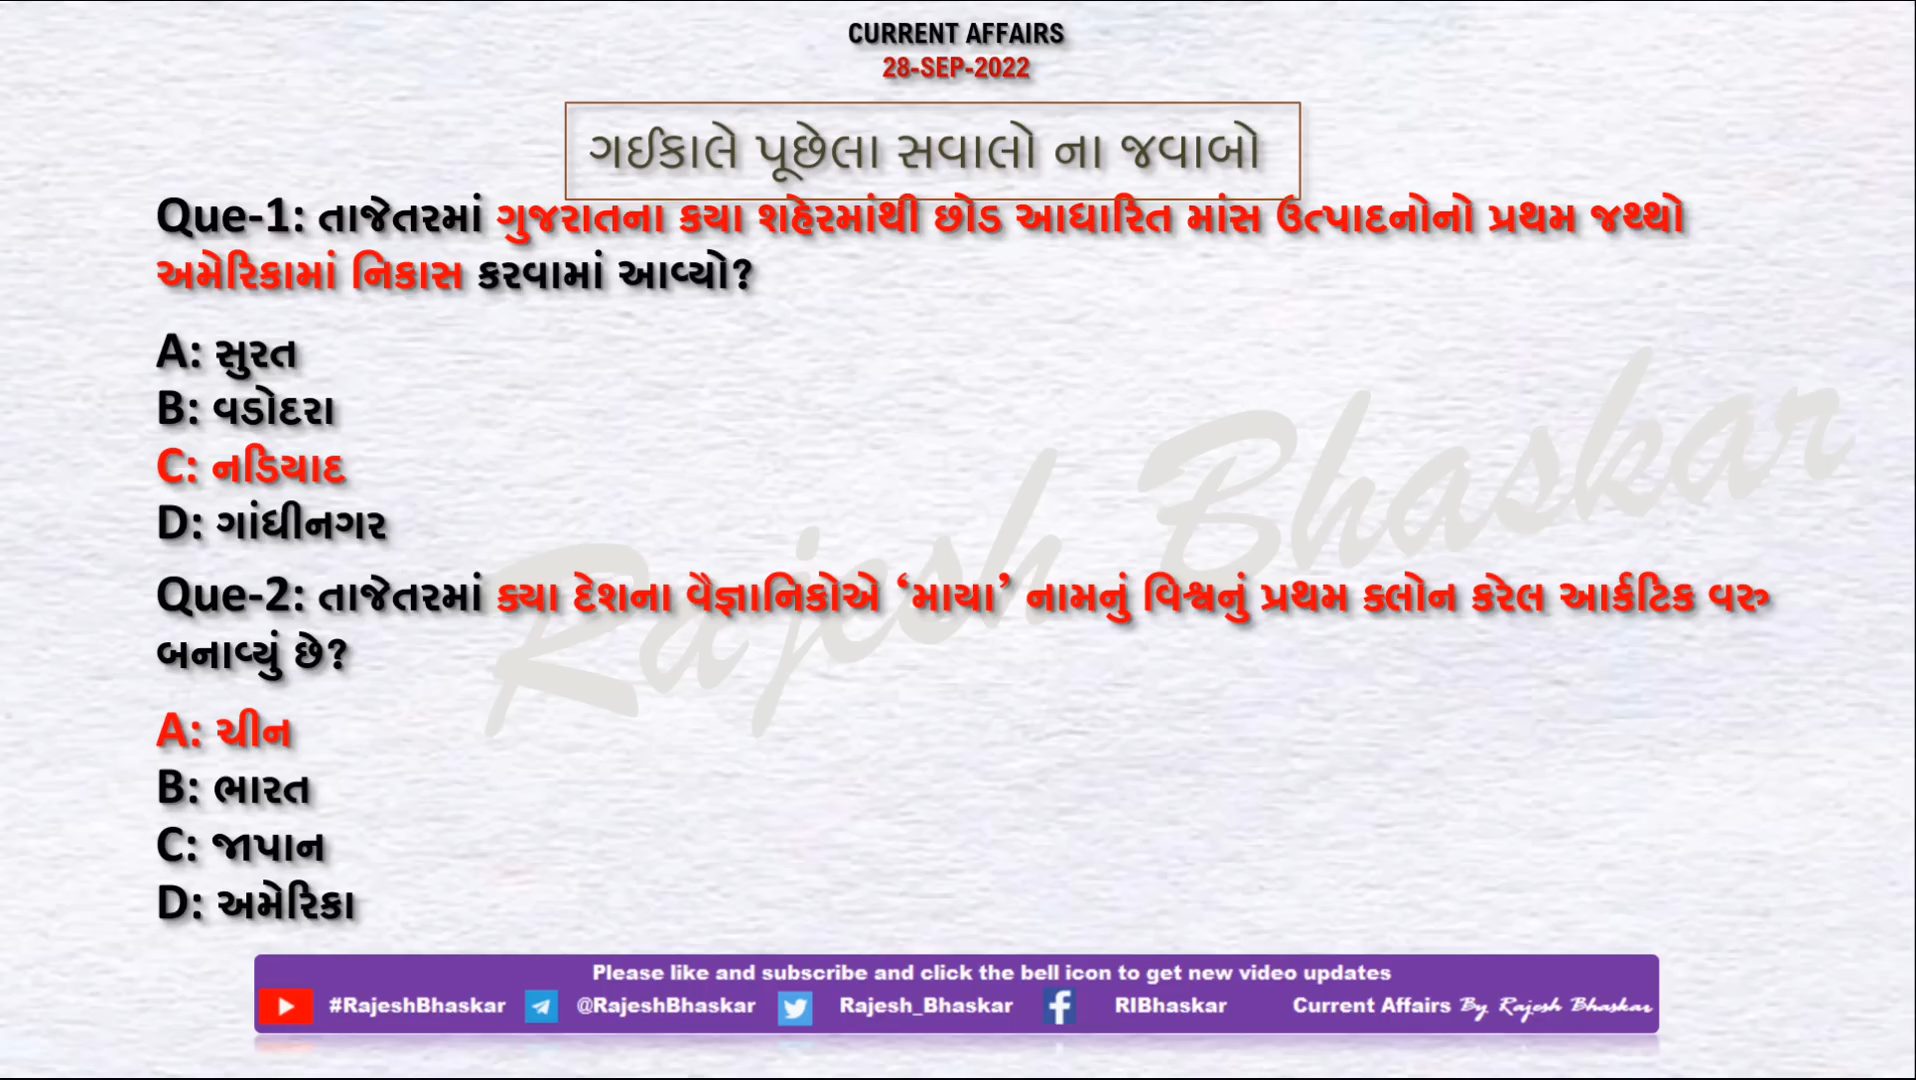 CURRENT AFFAIRS
28-SEP-2022
ગઈકાલે પૂછેલા સવાલો ના જવાબો
Que-1: તાજેતરમાં ગુજરાતના કયા શહેરમાંથી છોડ આધારિત માંસ ઉત્પાદનોનો પ્રથમ જથ્થો
અમેરિકામાં નિકાસ કરવામાં આવ્યો?
A: સુરત
B: વડોદરા
C: નડિયાદ
D: ગાંધીનગર
Que-2: તાજેતરમાં ક્યા દેશના વૈજ્ઞાનિકોએ ‘માયા’ નામનું વિશ્વનું પ્રથમ ક્લોન કરેલ આર્કટિક વરુ
બનાવ્યું છે?
A: ચીન
B: ભારત
C: જાપાન
D: અમેરિકા
Rajesh Bhaskar
Please like and subscribe and click the bell icon to get new video updates
#RajeshBhaskar @RajeshBhaskar Rajesh_Bhaskar RIBhaskar Current Affairs By Rajesh Bhaskar